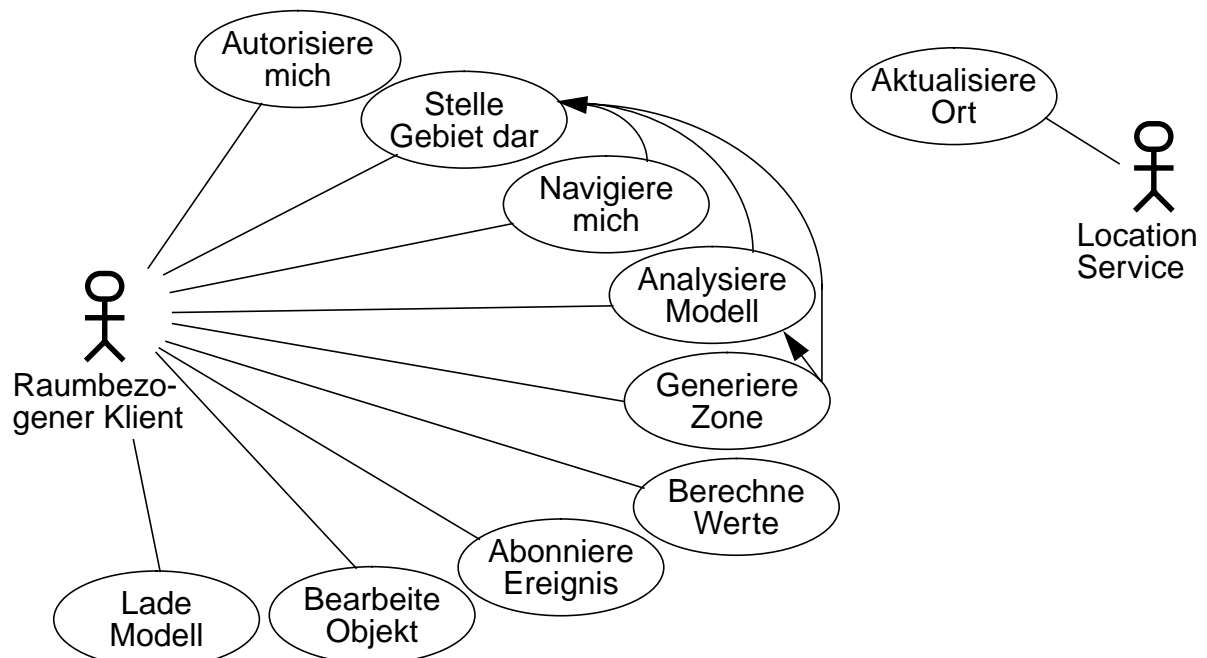 Autorisiere
mich
Stelle
Gebiet dar
Navigiere
mich
Analysiere
Modell
Generiere
Zone
Berechne
Werte
Abonniere
Ereignis
Bearbeite
Objekt
Lade
Modell
Raumbezo-
gener Klient
Aktualisiere
Ort
Location
Service